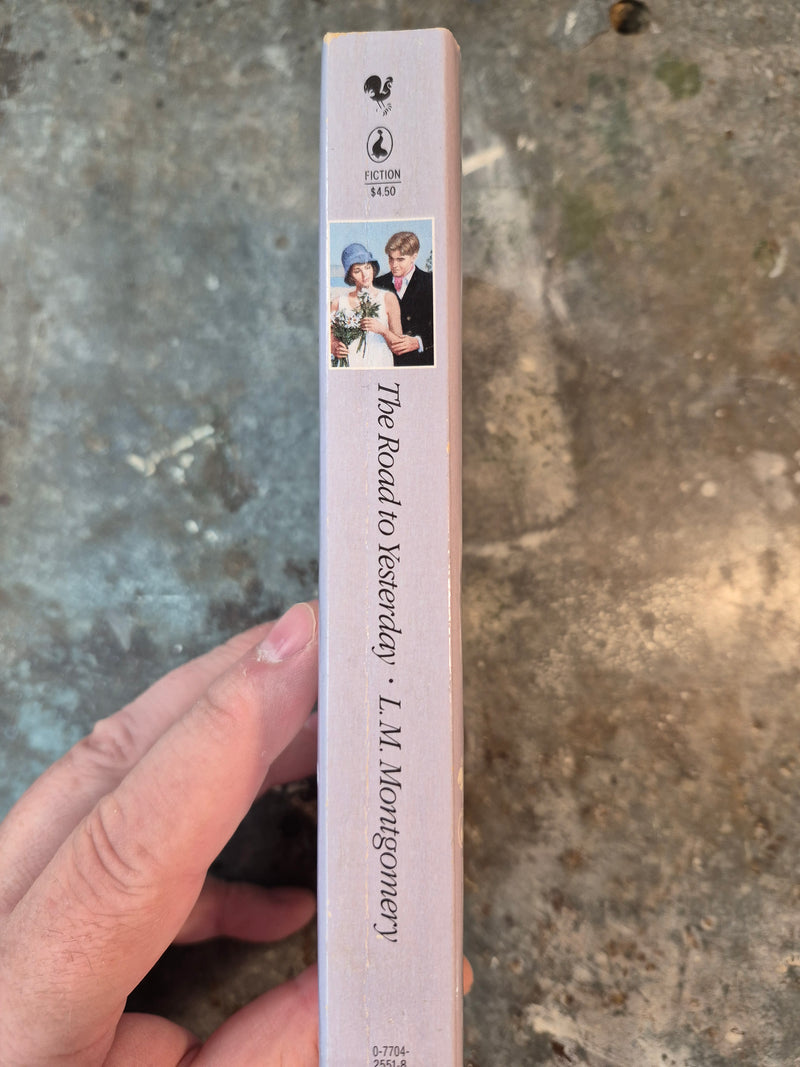 FICTION
$4.50
The Road to Yesterday • L. M. Montgomery
0-7704-
2551-8